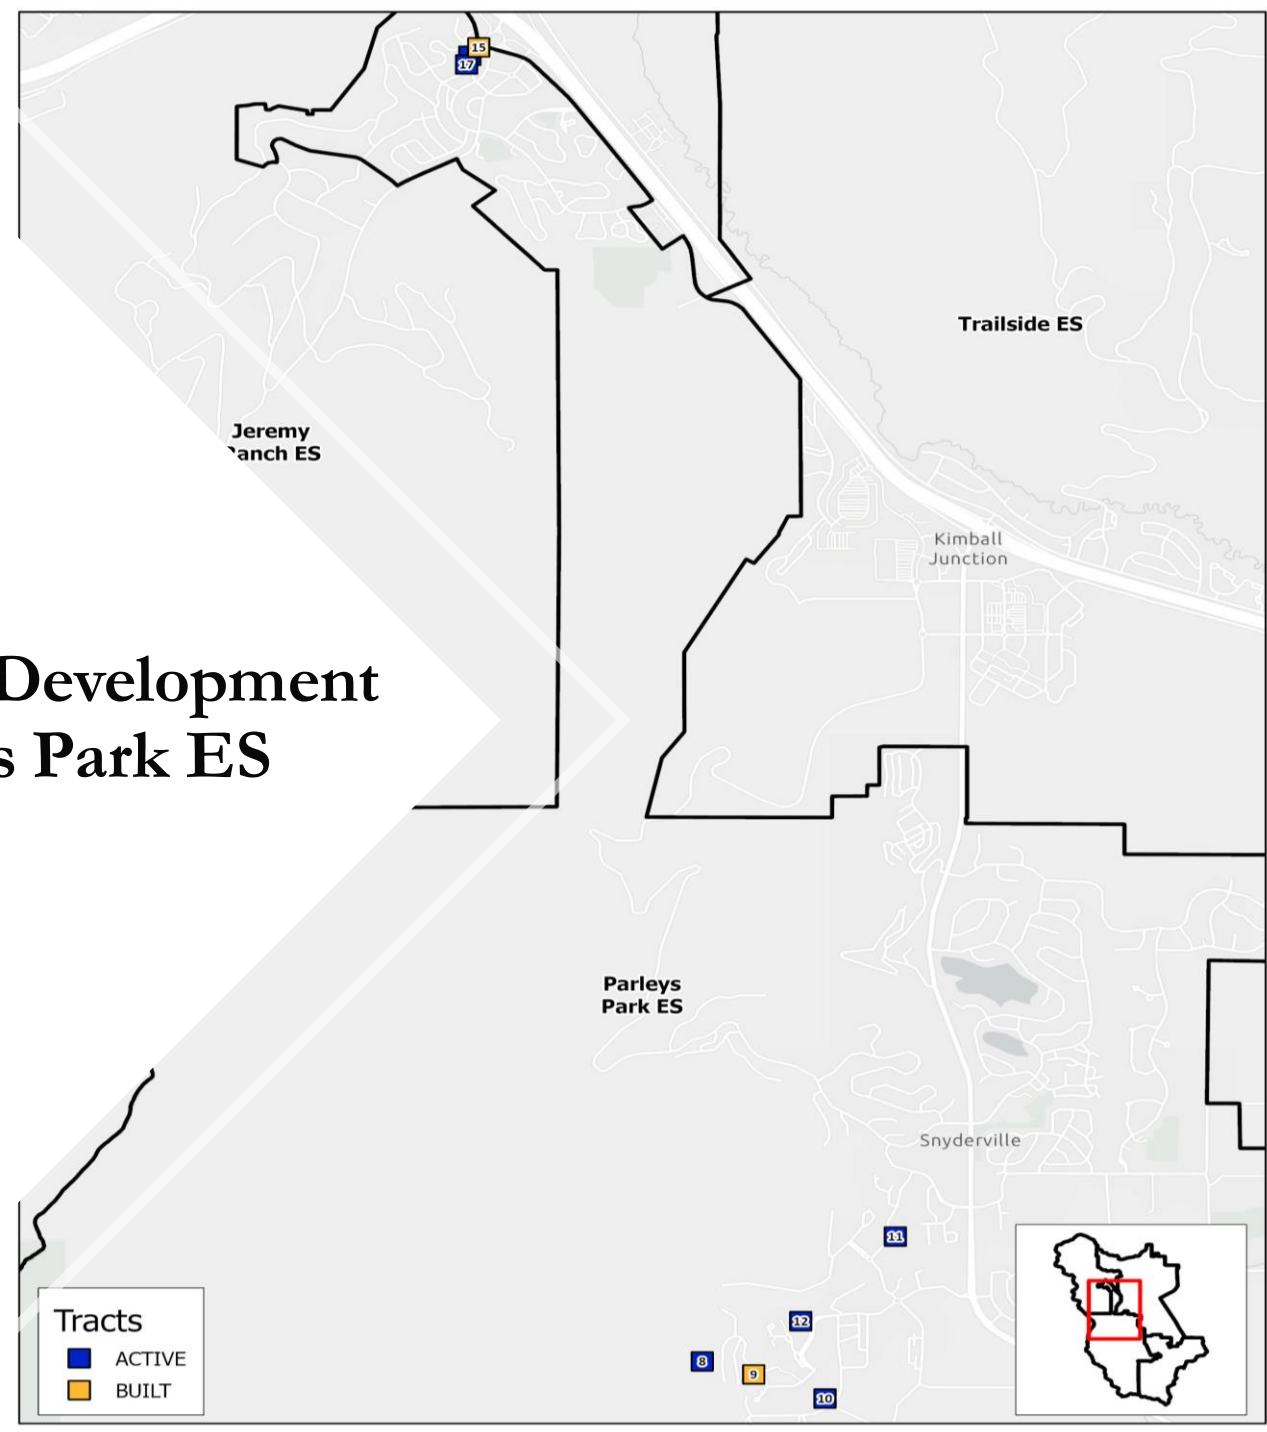 15
17
Trailside ES
Jeremy
Ranch ES
Kimball
Junction
Development
s Park ES
Parleys
Park ES
Snyderville
11
12
8
9
10
Tracts
ACTIVE
BUILT